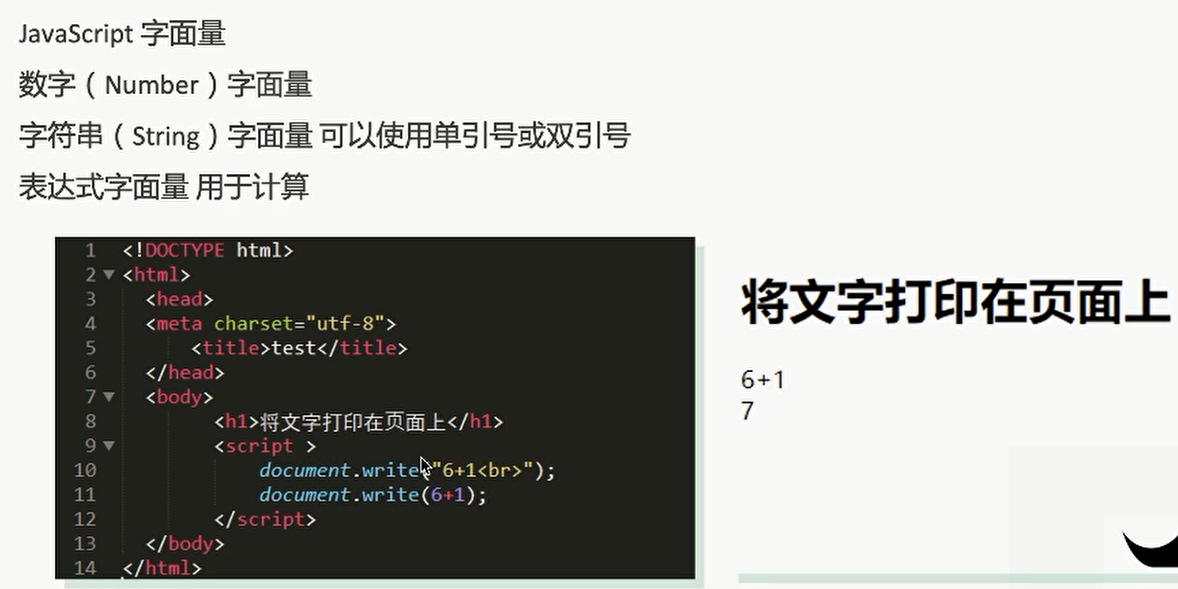 JavaScript 字面量
数字（Number）字面量
字符串（String）字面量 可以使用单引号或双引号
表达式字面量 用于计算
1 <!DOCTYPE html>
2 <html>
3 <head>
4 <meta charset="utf-8">
5 <title>test</title>
6 </head>
7 <body>
8 <h1>将文字打印在页面上</h1>
9 <script >
10 document.write("6+1<br>");
11 document.write(6+1);
12 </script>
13 </body>
14 </html>
将文字打印在页面上
6+1
7